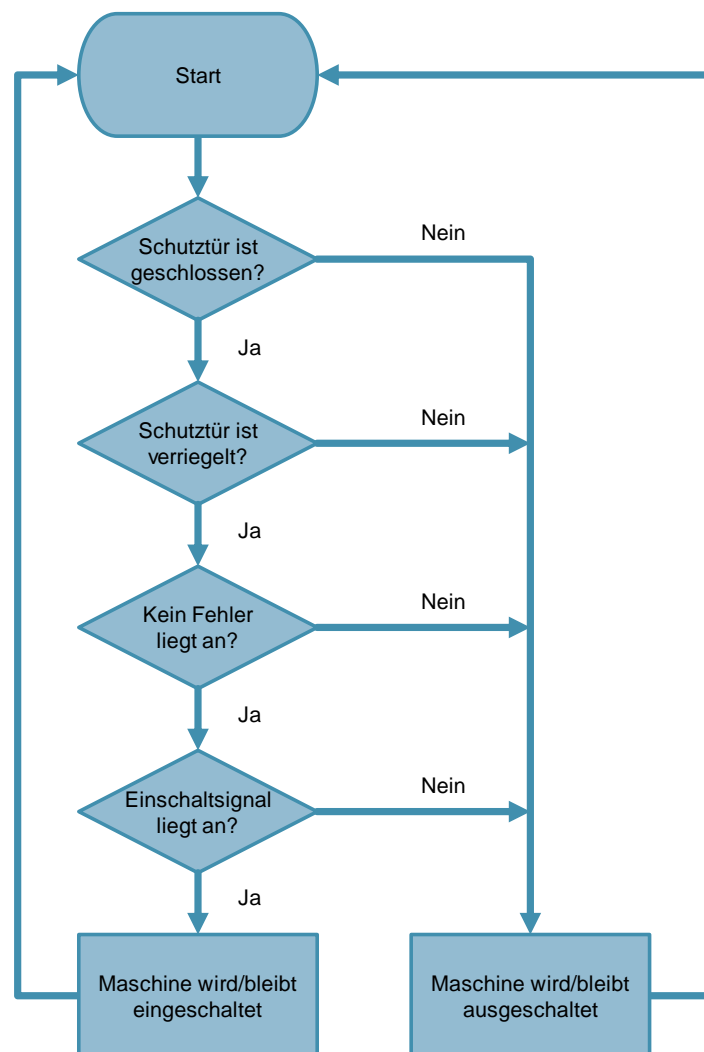 Start
Schutztür ist
geschlossen?
Nein
Ja
Schutztür ist
verriegelt?
Nein
Ja
Kein Fehler
liegt an?
Nein
Ja
Einschaltsignal
liegt an?
Nein
Ja
Maschine wird/bleibt
eingeschaltet
Maschine wird/bleibt
ausgeschaltet